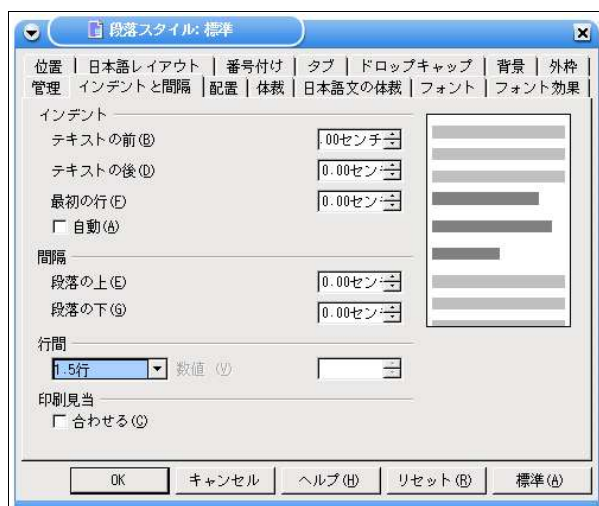 段落スタイル: 標準
位置 日本語レイアウト 番号付け タブ ドロップキャップ 背景 外枠
管理 インデントと間隔 配置 体裁 日本語文の体裁 フォント フォント効果
インデント
テキストの前(B) .00センチ
テキストの後(D) 0.00センチ
最初の行(F) 0.00センチ
自動(A)
間隔
段落の上(E) 0.00センチ
段落の下(G) 0.00センチ
行間
1.5行 数値 (V)
印刷見当
合わせる(C)
OK キャンセル ヘルプ(H) リセット(R) 標準(A)